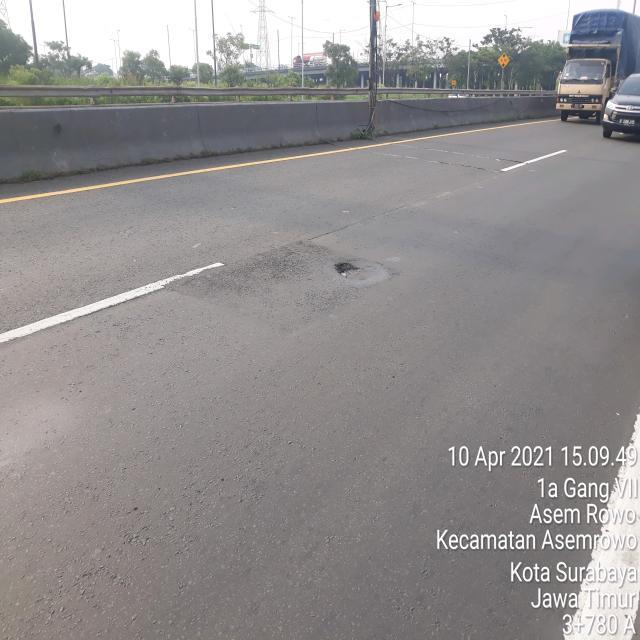 10 Apr 2021 15.09.49
1a Gang VII
Asem Rowo
Kecamatan Asemrowo
Kota Surabaya
Jawa Timur
3+780 A